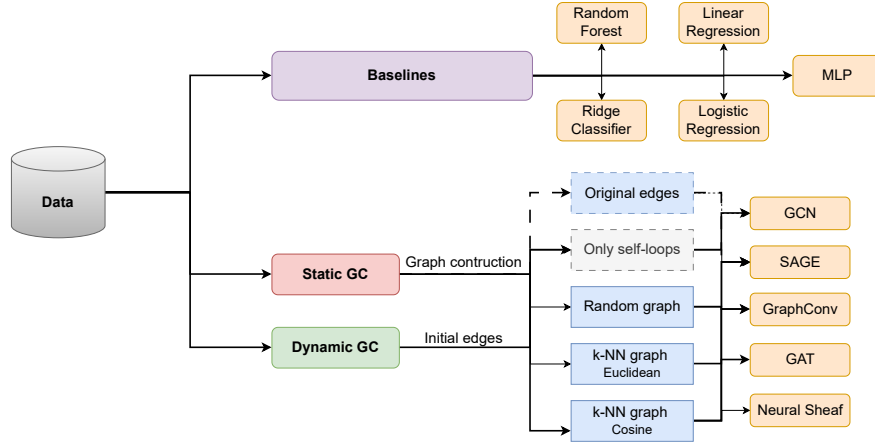 Random
Forest
Linear
Regression
Baselines
MLP
Ridge
Classifier
Logistic
Regression
Data
Original edges
GCN
Only self-loops
Static GC
Graph contruction
SAGE
Random graph
GraphConv
Dynamic GC
Initial edges
k-NN graph
Euclidean
GAT
k-NN graph
Cosine
Neural Sheaf